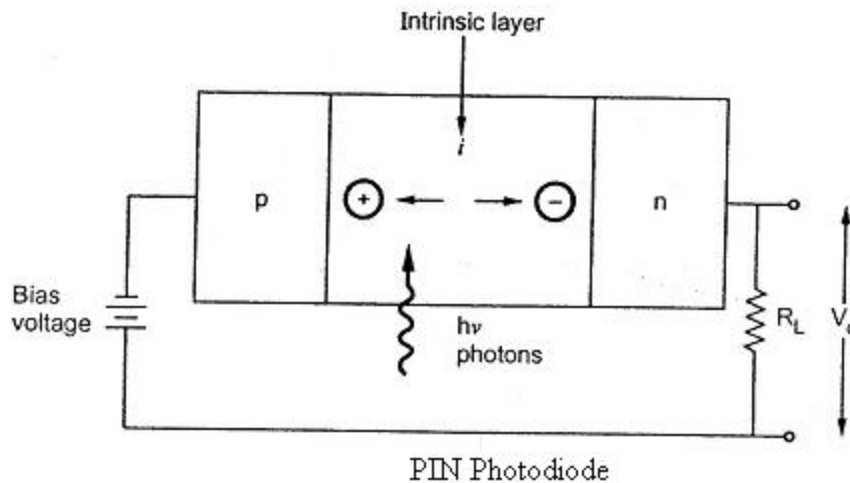 Intrinsic layer
i
p
+
−
n
Bias
voltage
hν
photons
R_L
V
PIN Photodiode